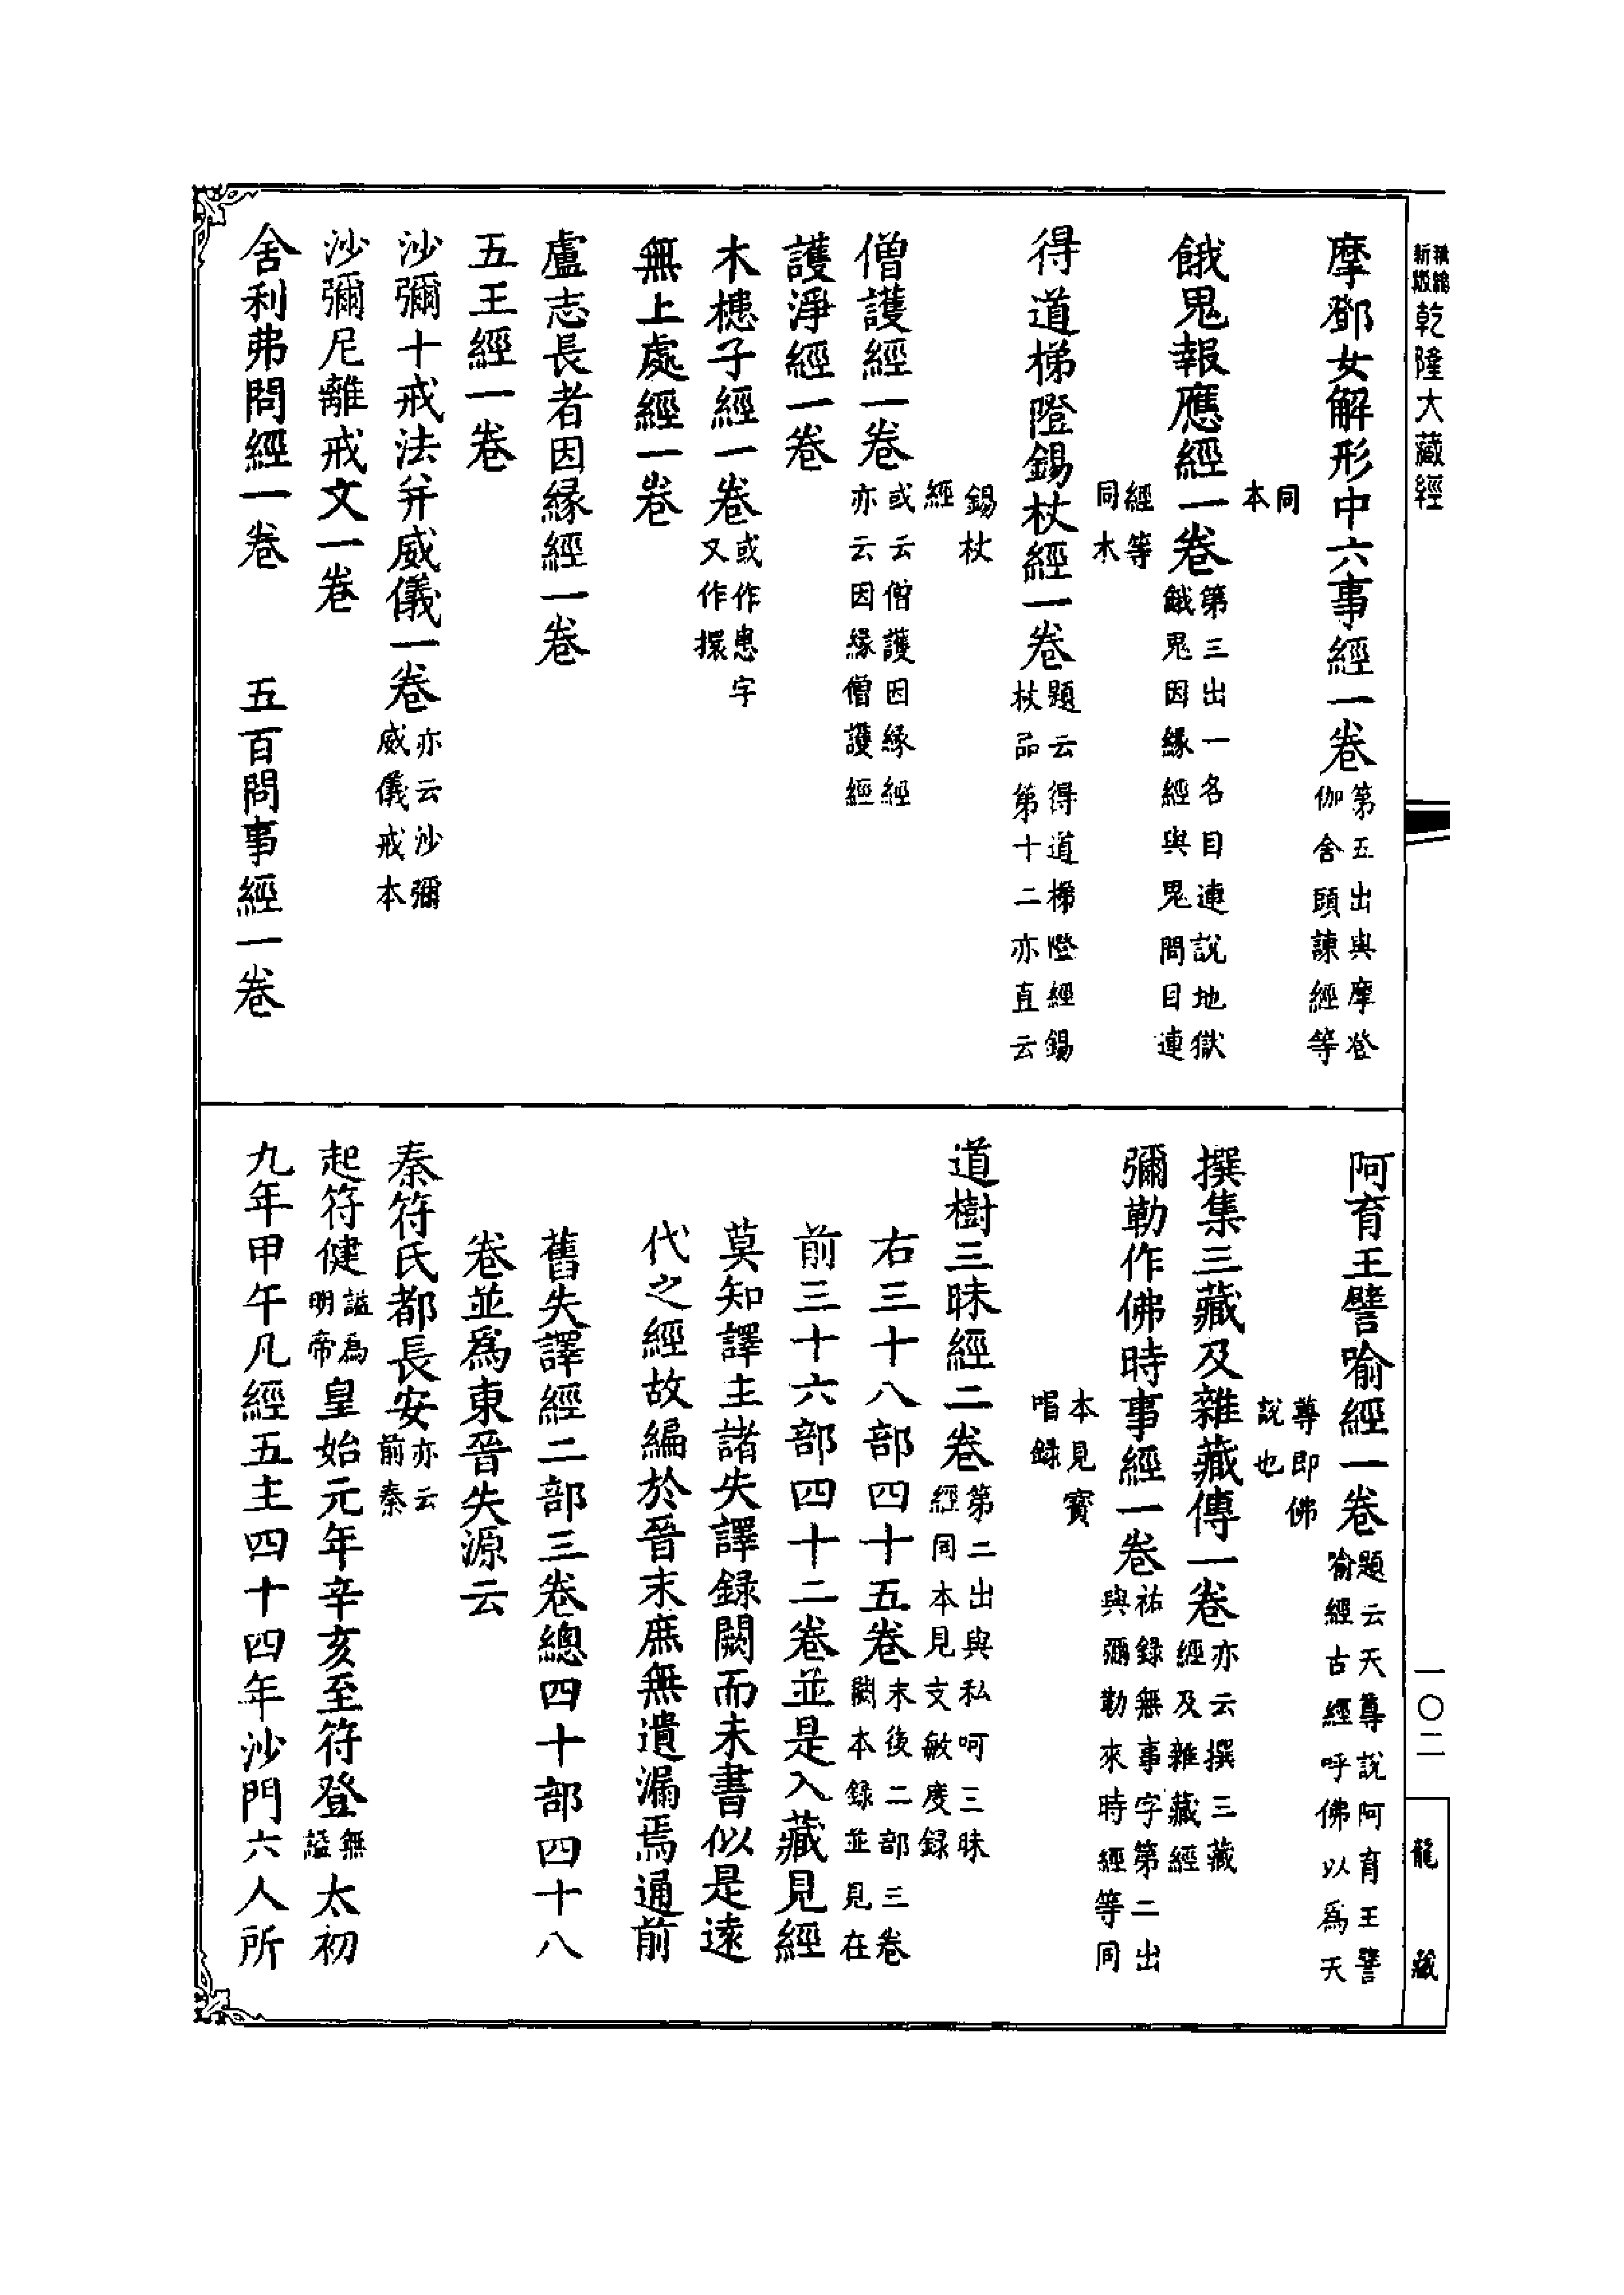 乾隆大藏經
一〇二
龍藏
摩鄧女解形中六事經一卷第五出與摩登伽舍頭諫經等
同本
餓鬼報應經一卷第三出一名目連說地獄餓鬼因緣經與鬼問目連
經等同木
得道梯隥錫杖經一卷題云得道梯隥經錫杖品第十二亦直云
錫杖經
僧護經一卷或云僧護因緣經亦云因緣僧護經
護淨經一卷
木槵子經一卷或作患字又作擐
無上處經一卷
盧志長者因緣經一卷
五王經一卷
沙彌十戒法并威儀一卷亦云沙彌威儀戒本
沙彌尼離戒文一卷
舍利弗問經一卷 五百問事經一卷
阿育王譬喻經一卷題云天尊說阿育王譬喻經古經呼佛以爲天
尊即佛說也
撰集三藏及雜藏傳一卷亦云撰三藏經及雜藏經
彌勒作佛時事經一卷祐錄無事字第二出與彌勒來時經等同
本見寶唱錄
道樹三昧經二卷第二出與私呵三昧經同本見支敏度錄
右三十八部四十五卷末後二部三卷闕本錄並見在
前三十六部四十二卷並是入藏見經
莫知譯主諸失譯錄闕而未書似是遠
代之經故編於晉末庶無遺漏焉通前
舊失譯經二部三卷總四十部四十八
卷並爲東晉失源云
秦符氏都長安亦云前秦
起符健謚爲明帝皇始元年辛亥至符登無謚太初
九年甲午凡經五主四十四年沙門六人所